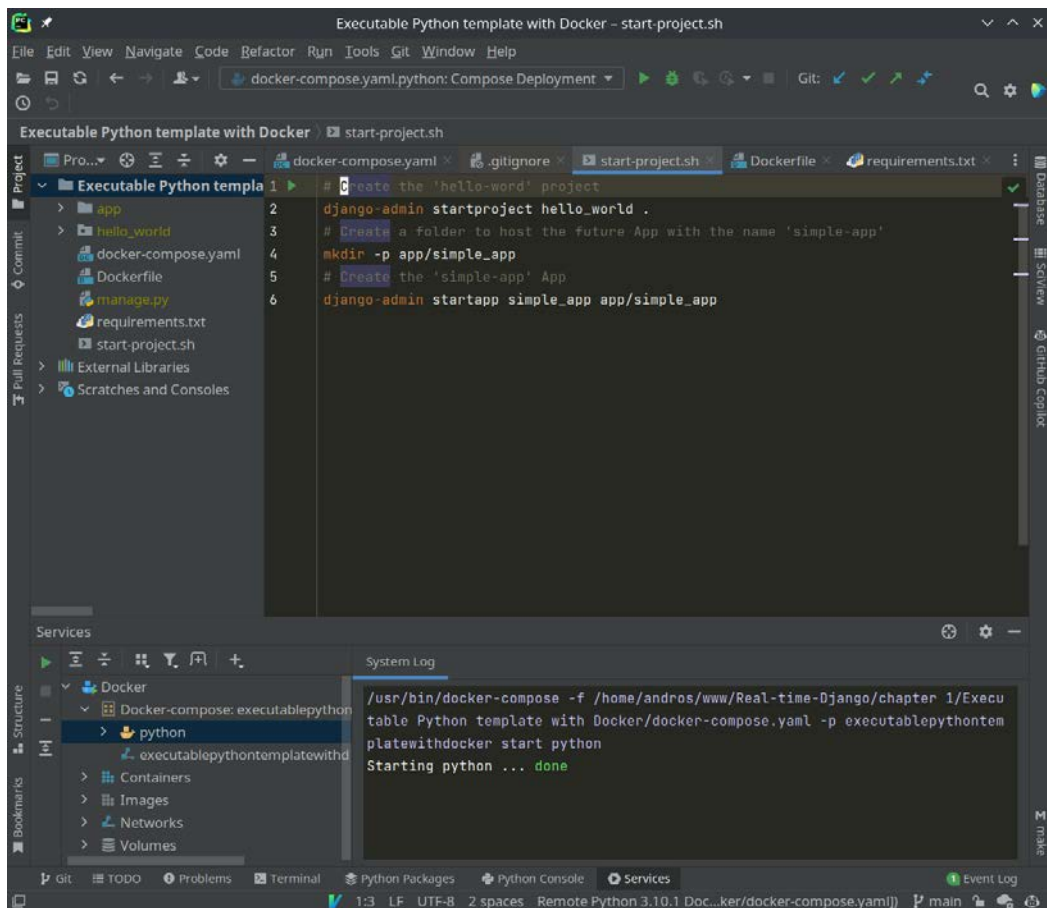 Executable Python template with Docker – start-project.sh
File Edit View Navigate Code Refactor Run Tools Git Window Help
docker-compose.yaml.python: Compose Deployment Git:
Executable Python template with Docker start-project.sh
Pro... docker-compose.yaml .gitignore start-project.sh Dockerfile requirements.txt
Project
Commit
Pull Requests
Executable Python templa
app
hello_world
docker-compose.yaml
Dockerfile
manage.py
requirements.txt
start-project.sh
External Libraries
Scratches and Consoles
1 # Create the 'hello-word' project
2 django-admin startproject hello_world .
3 # Create a folder to host the future App with the name 'simple-app'
4 mkdir -p app/simple_app
5 # Create the 'simple-app' App
6 django-admin startapp simple_app app/simple_app
Database
SciView
GitHub Copilot
Services
Structure
Bookmarks
Docker
Docker-compose: executablepython
python
executablepythontemplatewithd
Containers
Images
Networks
Volumes
System Log
/usr/bin/docker-compose -f /home/andros/www/Real-time-Django/chapter 1/Execu
table Python template with Docker/docker-compose.yaml -p executablepythontem
platewithdocker start python
Starting python ... done
M make
Git TODO Problems Terminal Python Packages Python Console Services 1 Event Log
1:3 LF UTF-8 2 spaces Remote Python 3.10.1 Doc...ker/docker-compose.yaml]) main